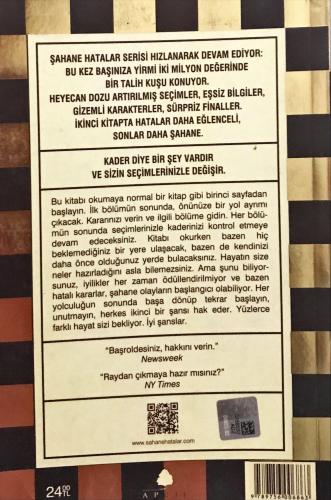 ŞAHANE HATALAR SERİSİ HIZLANARAK DEVAM EDİYOR:
BU KEZ BAŞINIZA YİRMİ İKİ MİLYON DEĞERİNDE
BİR TALİH KUŞU KONUYOR.
HEYECAN DOZU ARTIRILMIŞ SEÇİMLER, EŞSİZ BİLGİLER,
GİZEMLİ KARAKTERLER, SÜRPRİZ FİNALLER.
İKİNCİ KİTAPTA HATALAR DAHA EĞLENCELİ,
SONLAR DAHA ŞAHANE.
KADER DİYE BİR ŞEY VARDIR
VE SİZİN SEÇİMLERİNİZLE DEĞİŞİR.
Bu kitabı okumaya normal bir kitap gibi birinci sayfadan
başlayın. İlk bölümün sonunda, önünüze bir yol ayrımı
çıkacak. Kararınızı verin ve ilgili bölüme gidin. Her bö-
lümün sonunda seçimlerinizle kaderinizi kontrol etmeye
devam edeceksiniz. Kitabı okurken bazen hiç
beklemediğiniz bir yere ulaşacak, bazen de kendinizi
daha önce olduğunuz yerde bulacaksınız. Hayatın size
neler hazırladığını asla bilemezsiniz. Ama şunu biliyor-
sunuz, iyilikler her zaman ödüllendirilmiyor ve bazen
hatalı kararlar, şahane olayların başlangıcı olabiliyor. Her
yolculuğun sonunda başa dönüp tekrar başlayın,
unutmayın, herkes ikinci bir şansı hak eder. Yüzlerce
farklı hayat sizi bekliyor. İyi şanslar.
“Başroldesiniz, hakkını verin.”
Newsweek
“Raydan çıkmaya hazır mısınız?”
NY Times
www.sahanehatalar.com
24.00 TL